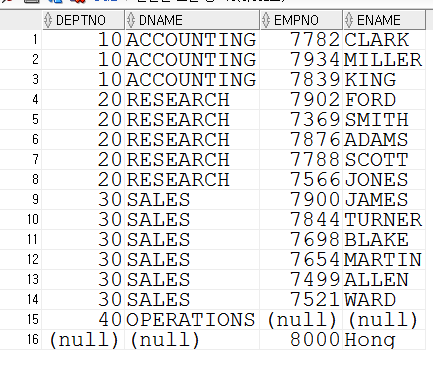 DEPTNO DNAME EMPNO ENAME
1 10 ACCOUNTING 7782 CLARK
2 10 ACCOUNTING 7934 MILLER
3 10 ACCOUNTING 7839 KING
4 20 RESEARCH 7902 FORD
5 20 RESEARCH 7369 SMITH
6 20 RESEARCH 7876 ADAMS
7 20 RESEARCH 7788 SCOTT
8 20 RESEARCH 7566 JONES
9 30 SALES 7900 JAMES
10 30 SALES 7844 TURNER
11 30 SALES 7698 BLAKE
12 30 SALES 7654 MARTIN
13 30 SALES 7499 ALLEN
14 30 SALES 7521 WARD
15 40 OPERATIONS (null) (null)
16 (null) (null) 8000 Hong